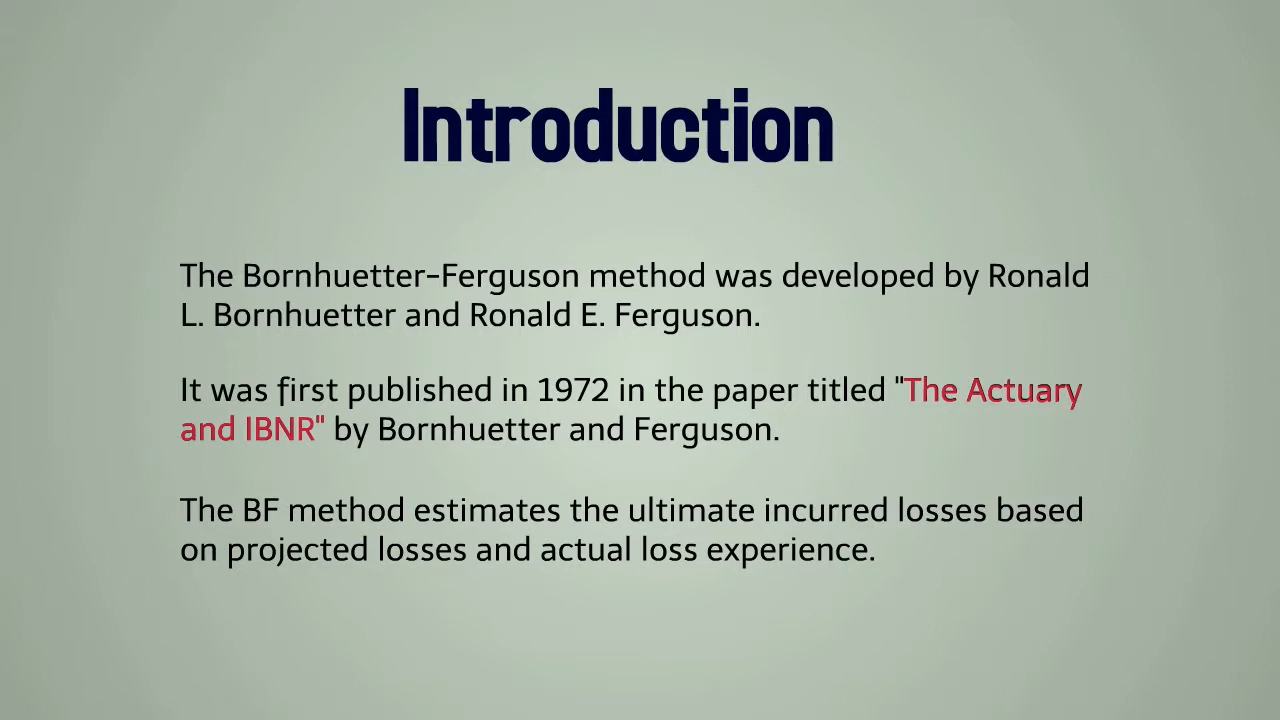 Introduction
The Bornhuetter-Ferguson method was developed by Ronald
L. Bornhuetter and Ronald E. Ferguson.
It was first published in 1972 in the paper titled "The Actuary
and IBNR" by Bornhuetter and Ferguson.
The BF method estimates the ultimate incurred losses based
on projected losses and actual loss experience.